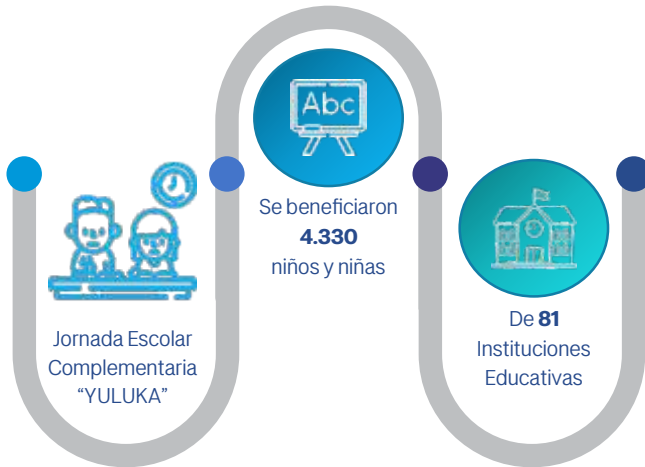 Jornada Escolar
Complementaria
“YULUKA”
Abc
Se beneficiaron
4.330
niños y niñas
De 81
Instituciones
Educativas